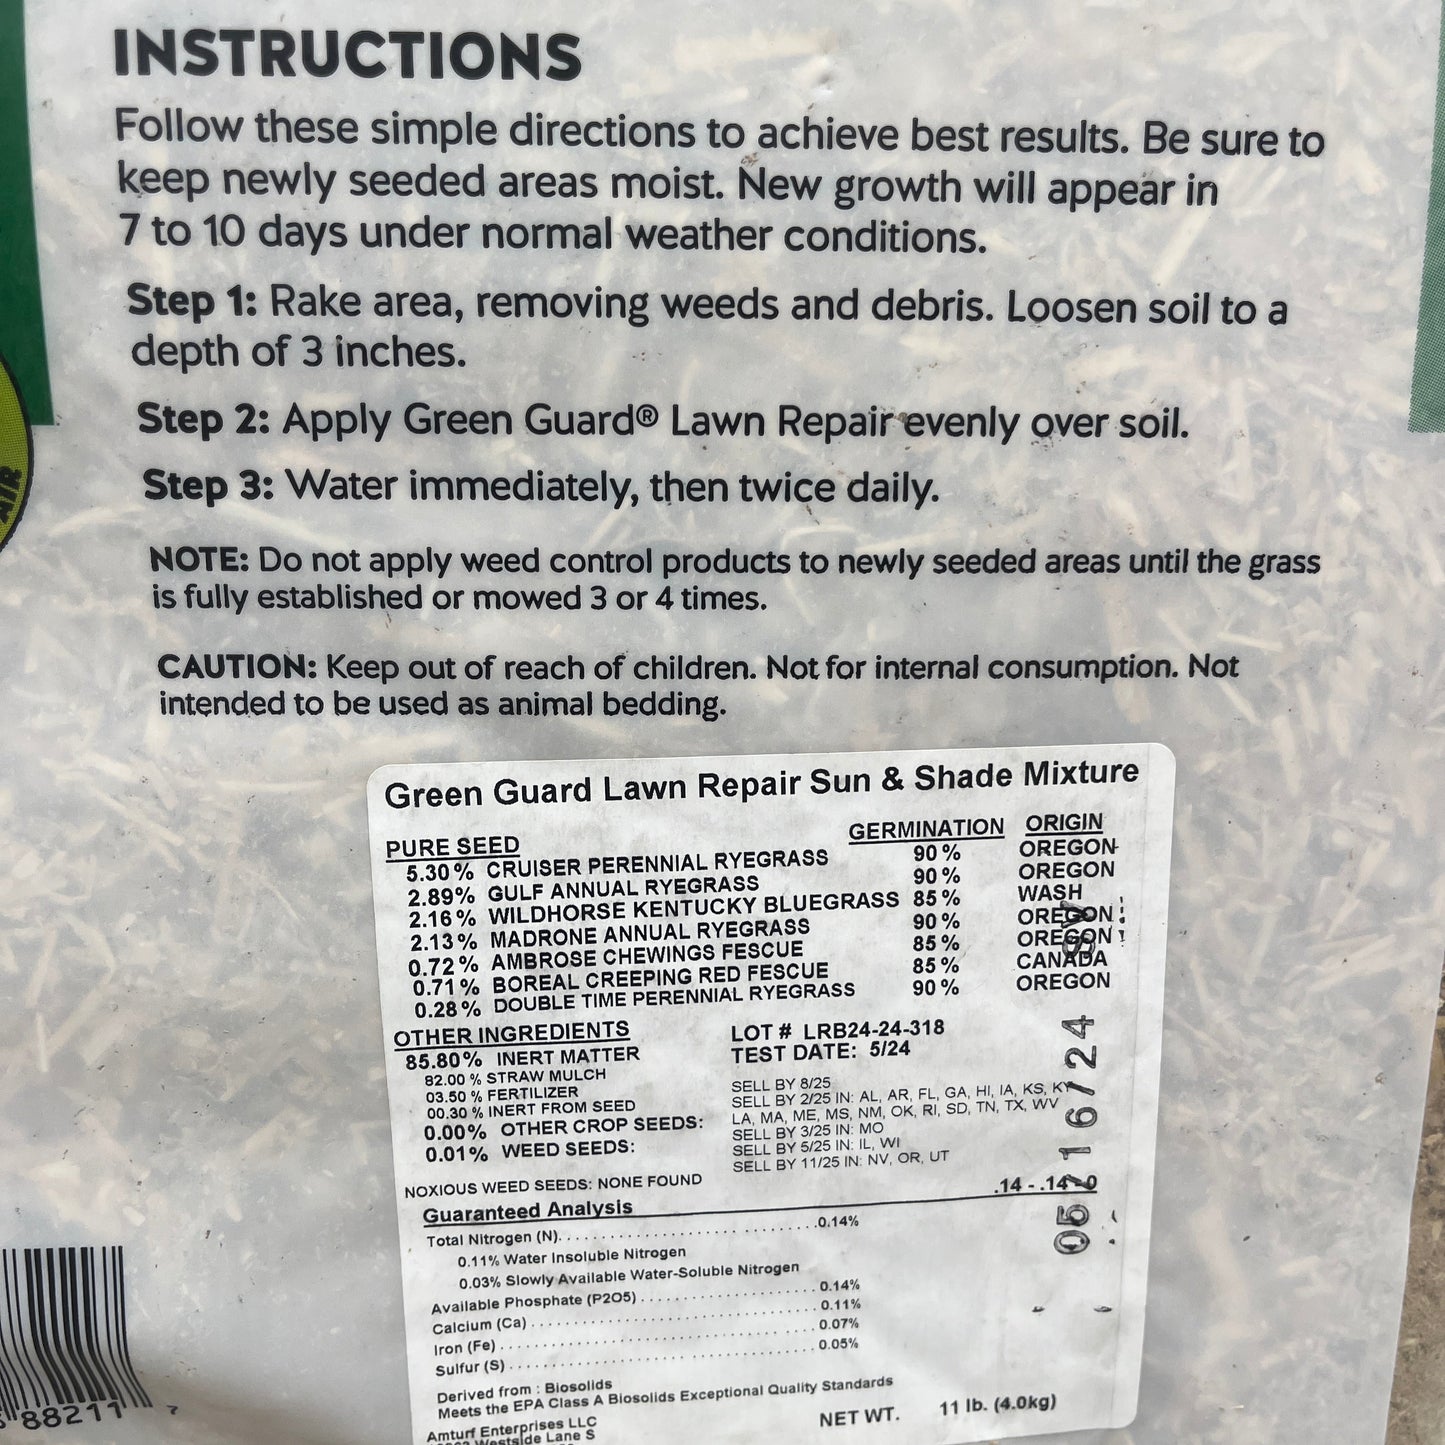 INSTRUCTIONS
Follow these simple directions to achieve best results. Be sure to
keep newly seeded areas moist. New growth will appear in
7 to 10 days under normal weather conditions.
Step 1: Rake area, removing weeds and debris. Loosen soil to a
depth of 3 inches.
Step 2: Apply Green Guard® Lawn Repair evenly over soil.
Step 3: Water immediately, then twice daily.
NOTE: Do not apply weed control products to newly seeded areas until the grass
is fully established or mowed 3 or 4 times.
CAUTION: Keep out of reach of children. Not for internal consumption. Not
intended to be used as animal bedding.
Green Guard Lawn Repair Sun & Shade Mixture
PURE SEED GERMINATION ORIGIN
5.30% CRUISER PERENNIAL RYEGRASS 90% OREGON
2.89% GULF ANNUAL RYEGRASS 90% OREGON
2.16% WILDHORSE KENTUCKY BLUEGRASS 85% WASH
2.13% MADRONE ANNUAL RYEGRASS 90% OREGON
0.72% AMBROSE CHEWINGS FESCUE 85% OREGON
0.71% BOREAL CREEPING RED FESCUE 85% CANADA
0.28% DOUBLE TIME PERENNIAL RYEGRASS 90% OREGON
OTHER INGREDIENTS
85.80% INERT MATTER
82.00 % STRAW MULCH
03.50 % FERTILIZER
00.30 % INERT FROM SEED
0.00% OTHER CROP SEEDS:
0.01% WEED SEEDS:
NOXIOUS WEED SEEDS: NONE FOUND
LOT # LRB24-24-318
TEST DATE: 5/24
SELL BY 8/25
SELL BY 2/25 IN: AL, AR, FL, GA, HI, IA, KS, KY
LA, MA, ME, MS, NM, OK, RI, SD, TN, TX, WV
SELL BY 3/25 IN: MO
SELL BY 5/25 IN: IL, WI
SELL BY 11/25 IN: NV, OR, UT
05/16/24 SW
.14 - .14-0
Guaranteed Analysis
Total Nitrogen (N). . . . . . . . . . . . . . . . . . . . . . .0.14%
0.11% Water Insoluble Nitrogen
0.03% Slowly Available Water-Soluble Nitrogen
Available Phosphate (P2O5) . . . . . . . . . . . . . . . . 0.14%
Calcium (Ca) . . . . . . . . . . . . . . . . . . . . . . . . . 0.11%
Iron (Fe) . . . . . . . . . . . . . . . . . . . . . . . . . . . . 0.07%
Sulfur (S) . . . . . . . . . . . . . . . . . . . . . . . . . . . 0.05%
Derived from : Biosolids
Meets the EPA Class A Biosolids Exceptional Quality Standards
Amturf Enterprises LLC
Westside Lane S
NET WT. 11 lb. (4.0kg)
88211 7
AIR